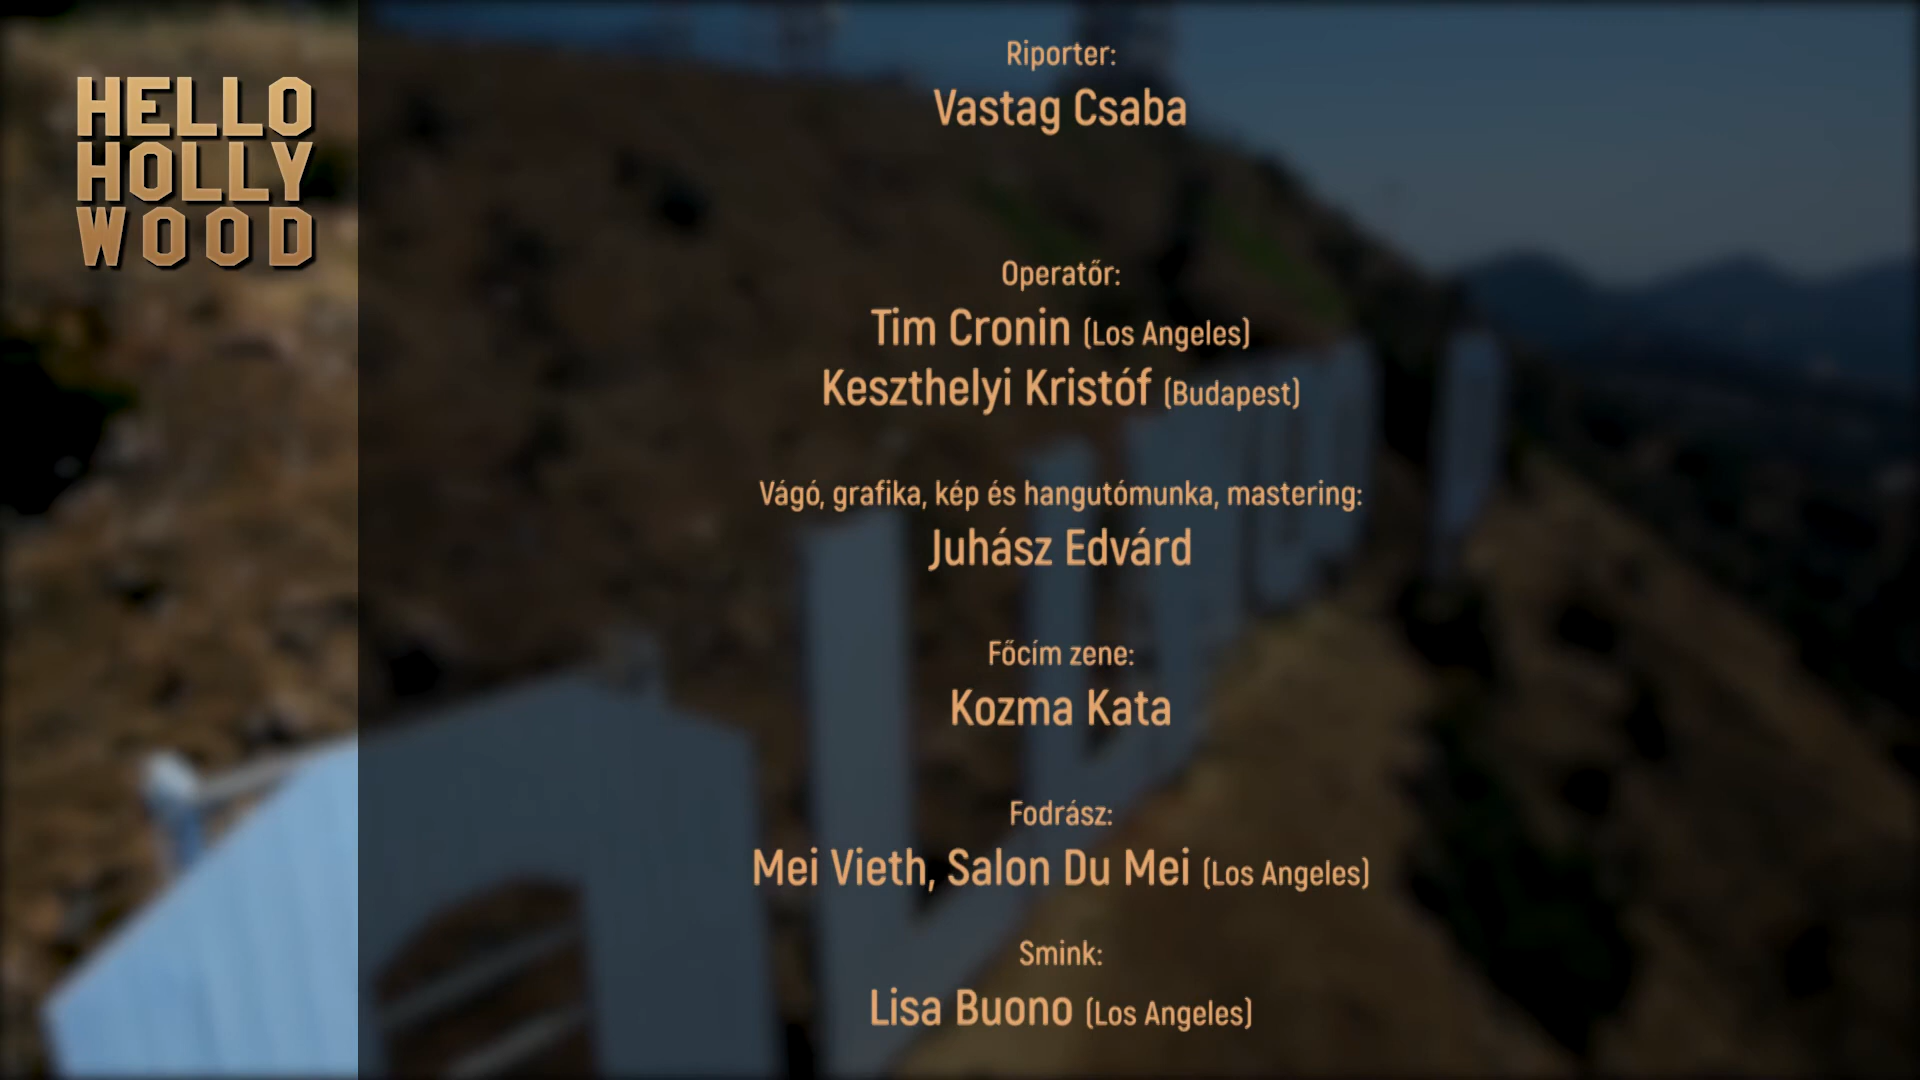 HELLO
HOLLY
WOOD
Riporter:
Vastag Csaba
Operatőr:
Tim Cronin (Los Angeles)
Keszthelyi Kristóf (Budapest)
Vágó, grafika, kép és hangutómunka, mastering:
Juhász Edvárd
Főcím zene:
Kozma Kata
Fodrász:
Mei Vieth, Salon Du Mei (Los Angeles)
Smink:
Lisa Buono (Los Angeles)